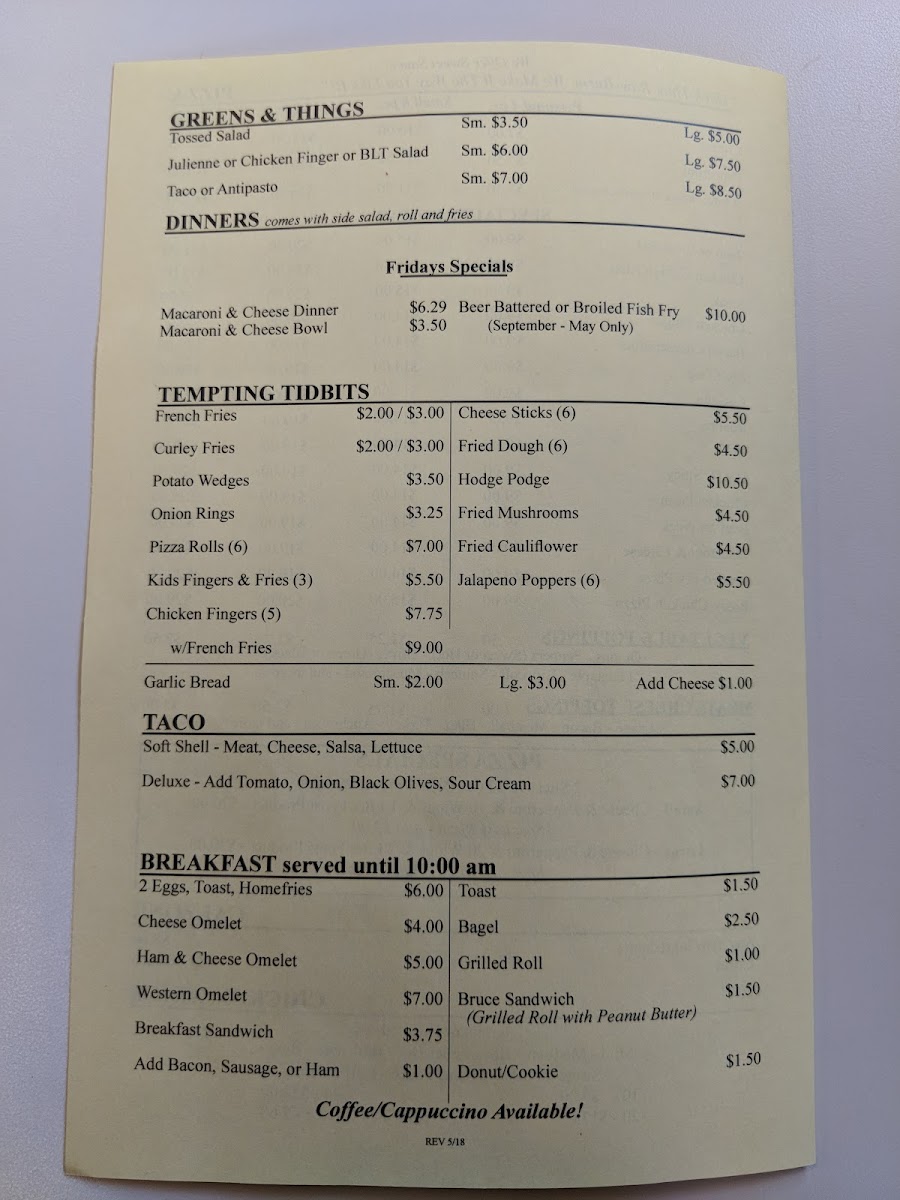 GREENS & THINGS
Tossed Salad Sm. $3.50 Lg. $5.00
Julienne or Chicken Finger or BLT Salad Sm. $6.00 Lg. $7.50
Taco or Antipasto Sm. $7.00 Lg. $8.50
DINNERS comes with side salad, roll and fries
Fridays Specials
Macaroni & Cheese Dinner $6.29 Beer Battered or Broiled Fish Fry $10.00
Macaroni & Cheese Bowl $3.50 (September - May Only)
TEMPTING TIDBITS
French Fries $2.00 / $3.00 Cheese Sticks (6) $5.50
Curley Fries $2.00 / $3.00 Fried Dough (6) $4.50
Potato Wedges $3.50 Hodge Podge $10.50
Onion Rings $3.25 Fried Mushrooms $4.50
Pizza Rolls (6) $7.00 Fried Cauliflower $4.50
Kids Fingers & Fries (3) $5.50 Jalapeno Poppers (6) $5.50
Chicken Fingers (5) $7.75
w/French Fries $9.00
Garlic Bread Sm. $2.00 Lg. $3.00 Add Cheese $1.00
TACO
Soft Shell - Meat, Cheese, Salsa, Lettuce $5.00
Deluxe - Add Tomato, Onion, Black Olives, Sour Cream $7.00
BREAKFAST served until 10:00 am
2 Eggs, Toast, Homefries $6.00 Toast $1.50
Cheese Omelet $4.00 Bagel $2.50
Ham & Cheese Omelet $5.00 Grilled Roll $1.00
Western Omelet $7.00 Bruce Sandwich $1.50
(Grilled Roll with Peanut Butter)
Breakfast Sandwich $3.75
Add Bacon, Sausage, or Ham $1.00 Donut/Cookie $1.50
Coffee/Cappuccino Available!
REV 5/18